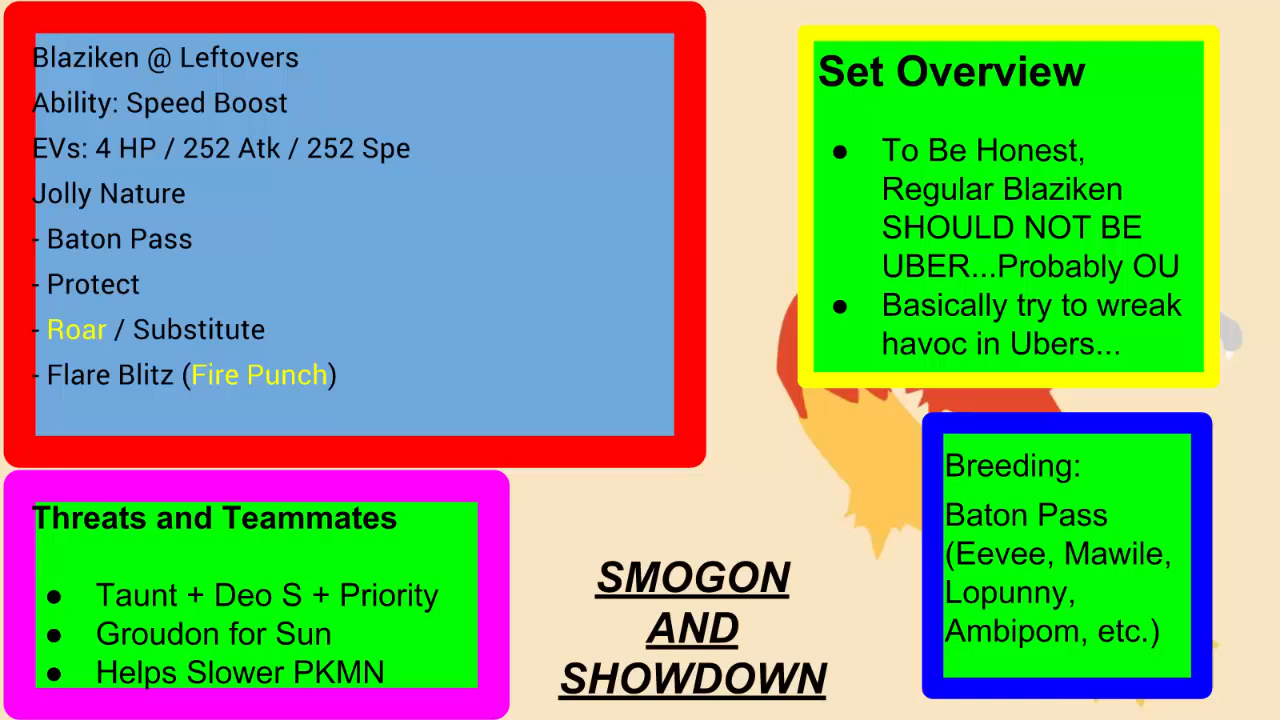 Blaziken @ Leftovers
Ability: Speed Boost
EVs: 4 HP / 252 Atk / 252 Spe
Jolly Nature
- Baton Pass
- Protect
- Roar / Substitute
- Flare Blitz (Fire Punch)
Set Overview
● To Be Honest,
Regular Blaziken
SHOULD NOT BE
UBER...Probably OU
● Basically try to wreak
havoc in Ubers...
Threats and Teammates
● Taunt + Deo S + Priority
● Groudon for Sun
● Helps Slower PKMN
SMOGON
AND
SHOWDOWN
Breeding:
Baton Pass
(Eevee, Mawile,
Lopunny,
Ambipom, etc.)